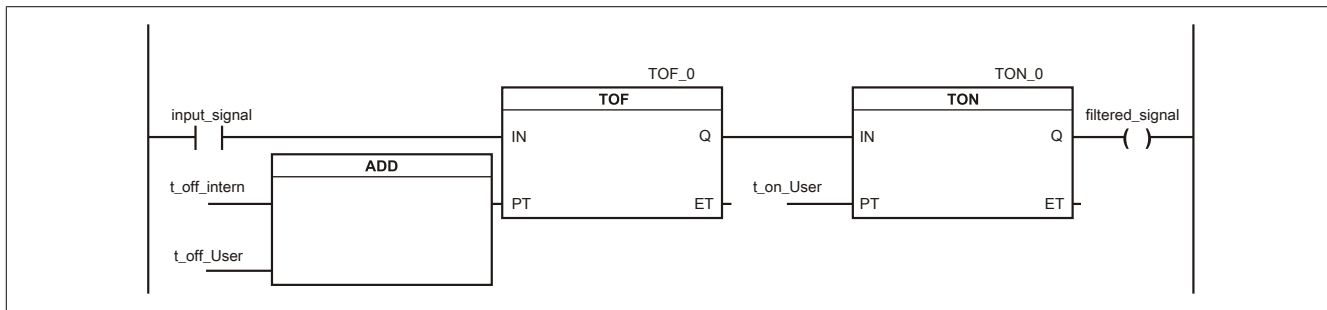 TOF_0
TON_0
TOF
TON
input_signal
filtered_signal
IN
Q
IN
Q
ADD
t_off_intern
t_on_User
PT
ET
PT
ET
t_off_User